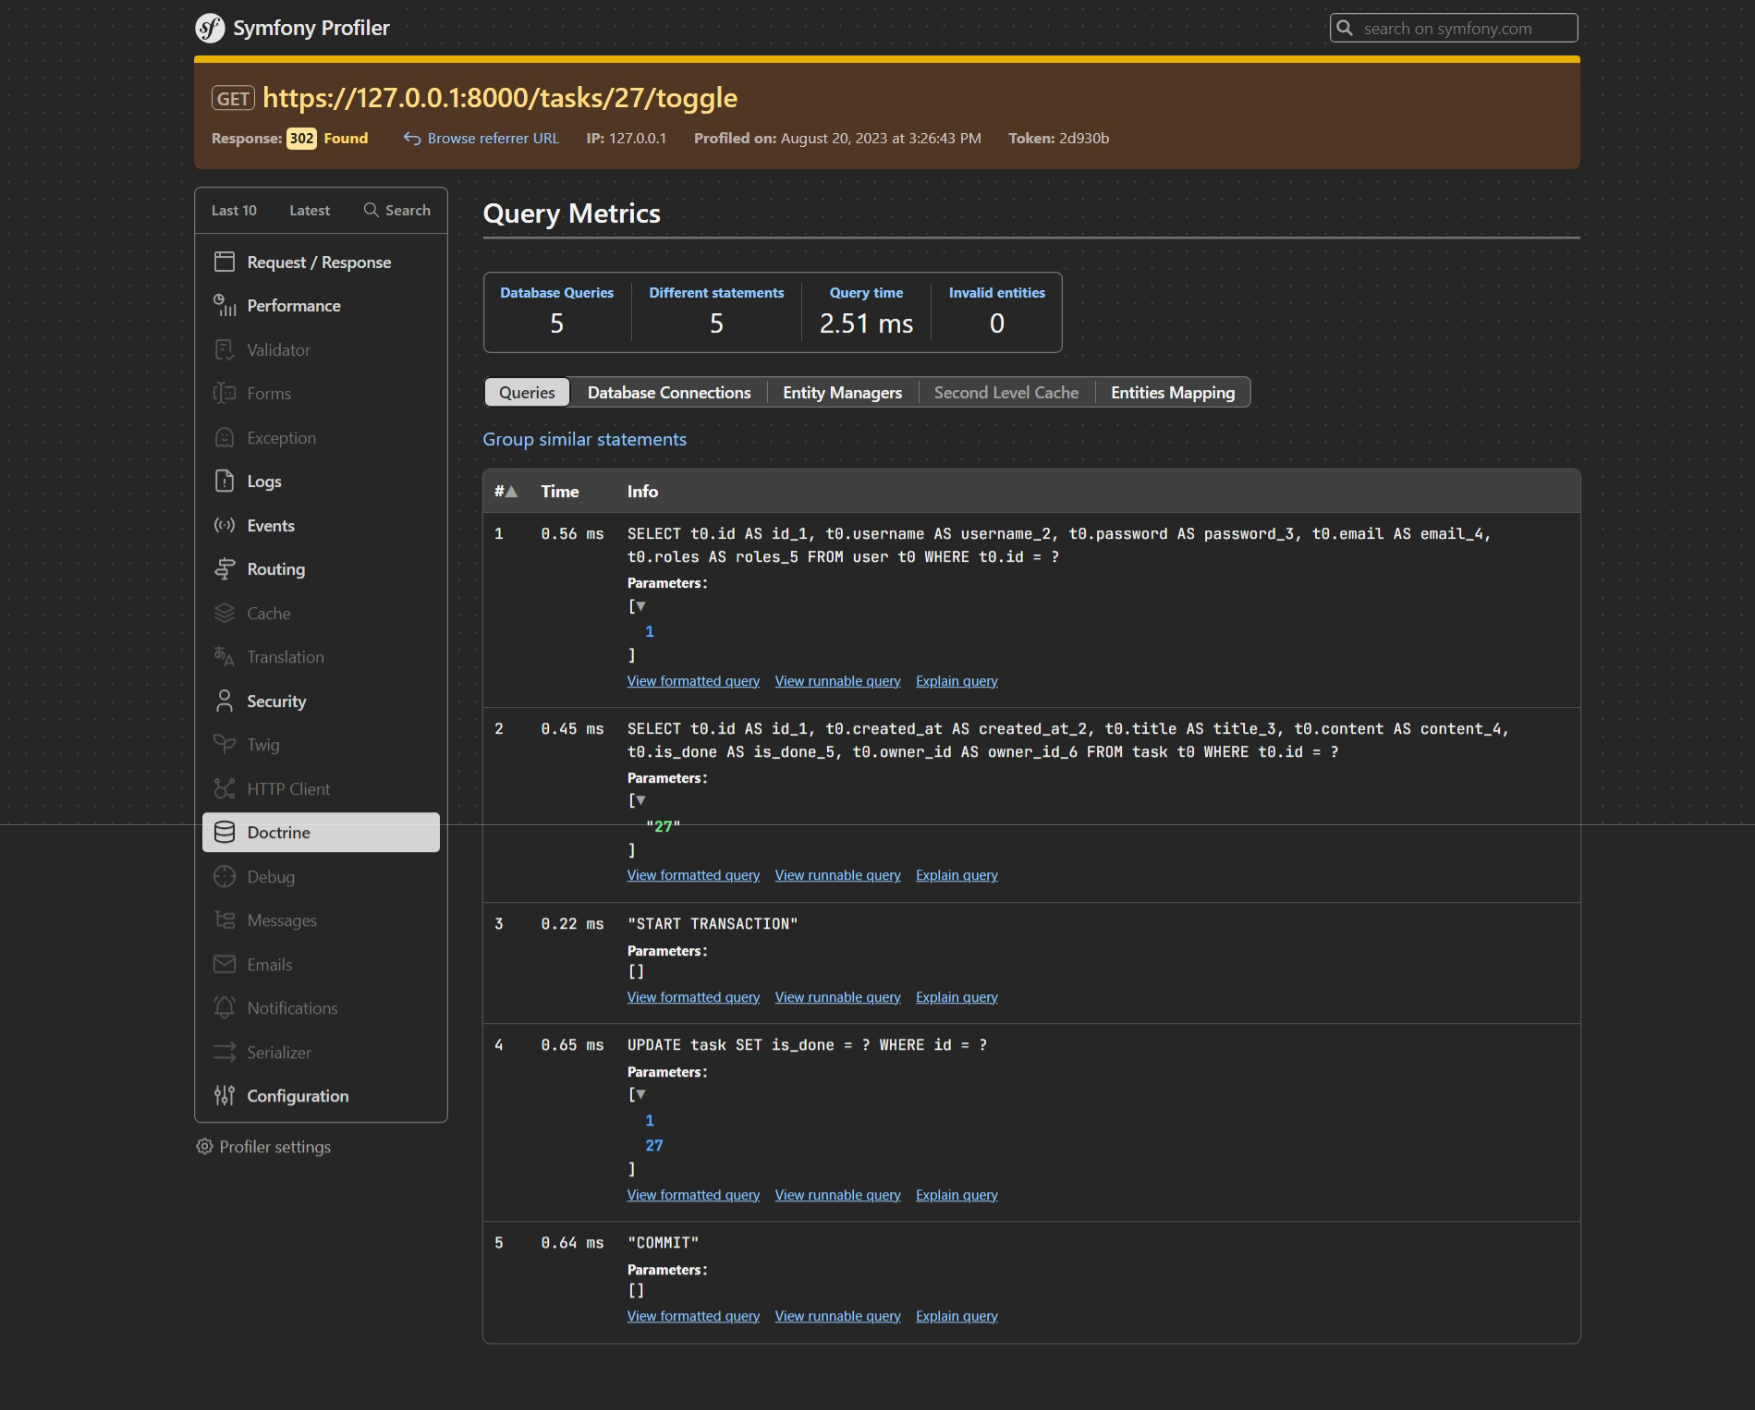 sf Symfony Profiler
search on symfony.com
GET https://127.0.0.1:8000/tasks/27/toggle
Response: 302 Found Browse referrer URL IP: 127.0.0.1 Profiled on: August 20, 2023 at 3:26:43 PM Token: 2d930b
Last 10 Latest Search
Request / Response
Performance
Validator
Forms
Exception
Logs
Events
Routing
Cache
Translation
Security
Twig
HTTP Client
Doctrine
Debug
Messages
Emails
Notifications
Serializer
Configuration
Profiler settings
Query Metrics
Database Queries Different statements Query time Invalid entities
5 5 2.51 ms 0
Queries Database Connections Entity Managers Second Level Cache Entities Mapping
Group similar statements
#▲ Time Info
1 0.56 ms SELECT t0.id AS id_1, t0.username AS username_2, t0.password AS password_3, t0.email AS email_4,
t0.roles AS roles_5 FROM user t0 WHERE t0.id = ?
Parameters:
[▼
1
]
View formatted query View runnable query Explain query
2 0.45 ms SELECT t0.id AS id_1, t0.created_at AS created_at_2, t0.title AS title_3, t0.content AS content_4,
t0.is_done AS is_done_5, t0.owner_id AS owner_id_6 FROM task t0 WHERE t0.id = ?
Parameters:
[▼
"27"
]
View formatted query View runnable query Explain query
3 0.22 ms "START TRANSACTION"
Parameters:
[]
View formatted query View runnable query Explain query
4 0.65 ms UPDATE task SET is_done = ? WHERE id = ?
Parameters:
[▼
1
27
]
View formatted query View runnable query Explain query
5 0.64 ms "COMMIT"
Parameters:
[]
View formatted query View runnable query Explain query